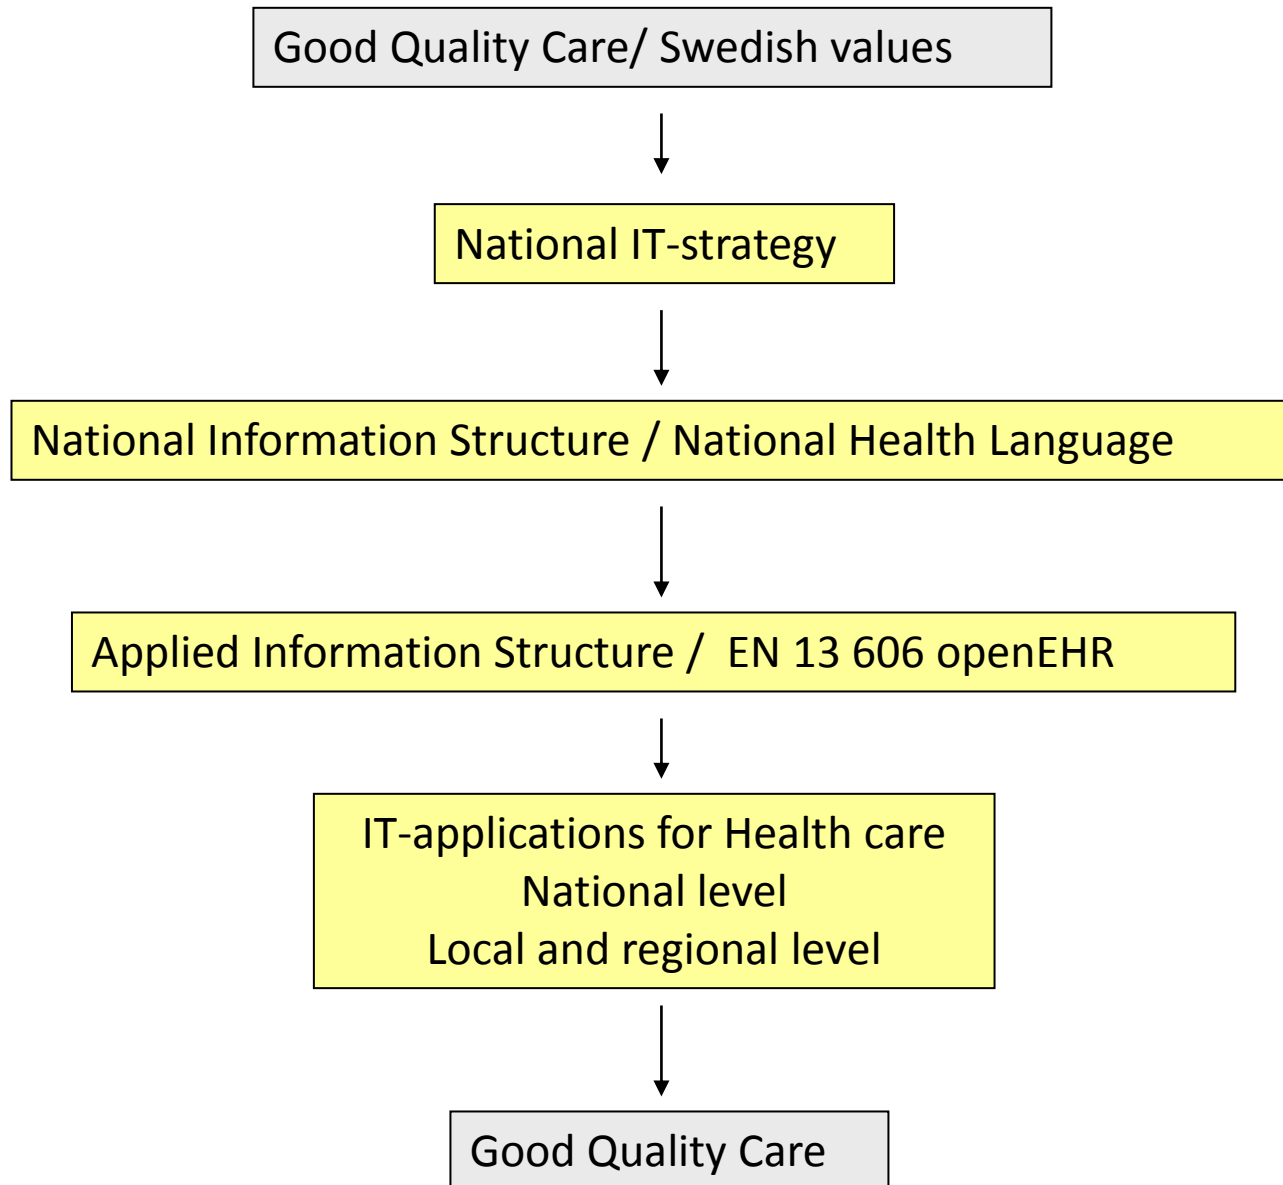 Good Quality Care/ Swedish values
National IT-strategy
National Information Structure / National Health Language
Applied Information Structure /  EN 13 606 openEHR
IT-applications for Health care
National level
Local and regional level
Good Quality Care